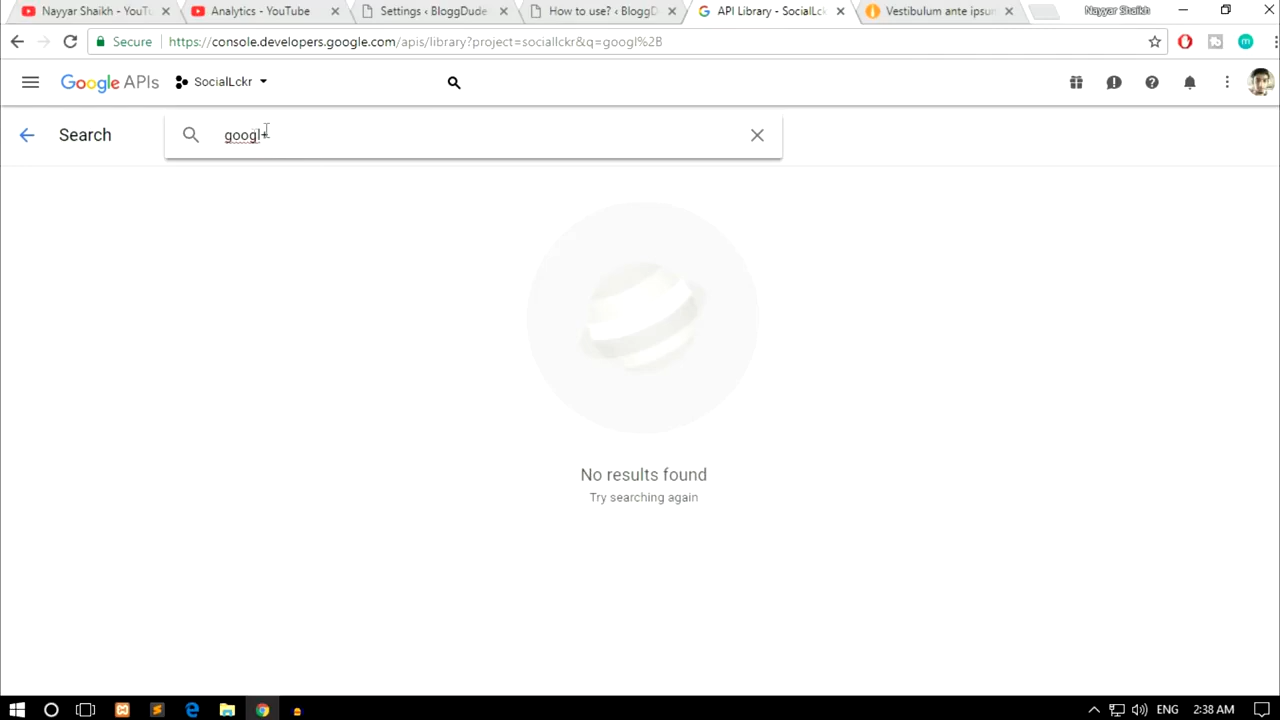 Nayyar Shaikh - YouTu
Analytics - YouTube
Settings ‹ BloggDude
How to use? ‹ BloggD
API Library - SocialLck
Vestibulum ante ipsum
Nayyar Shaikh
Secure
https://console.developers.google.com/apis/library?project=sociallckr&q=googl%2B
Google APIs
SocialLckr
Search
googl+
No results found
Try searching again
ENG
2:38 AM